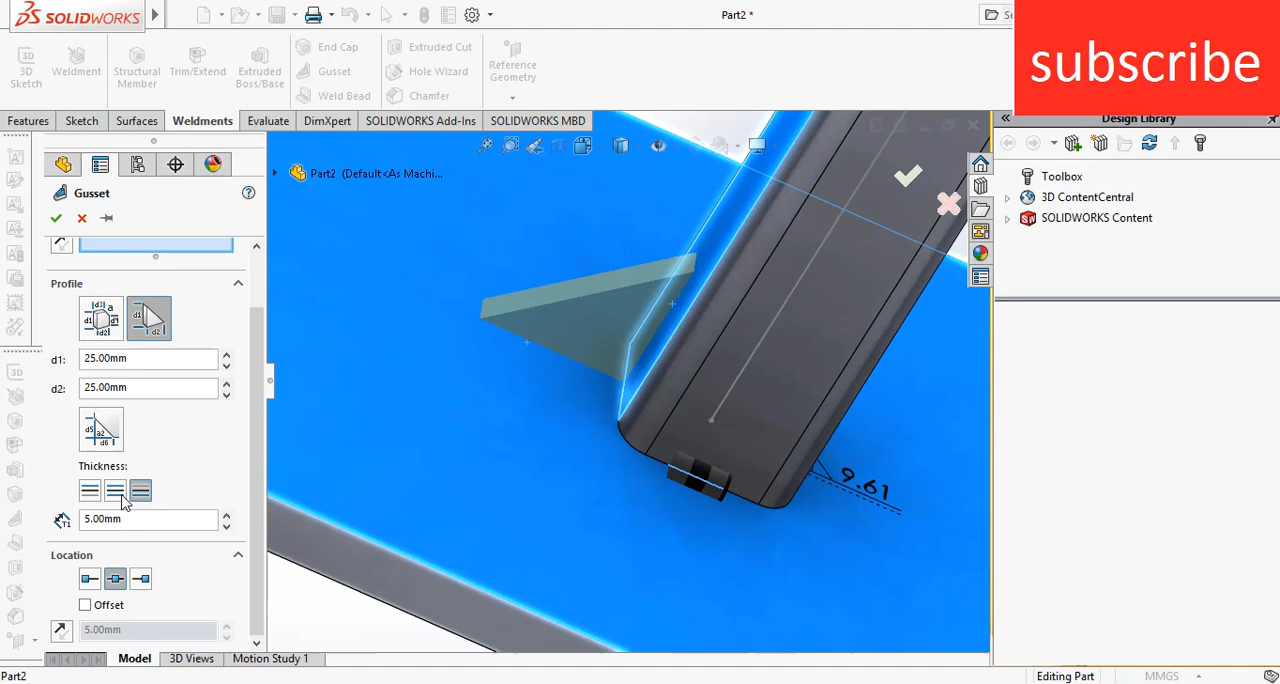 SOLIDWORKS
Part2 *
Se
subscribe
3D Sketch
Weldment
Structural Member
Trim/Extend
Extruded Boss/Base
End Cap
Gusset
Weld Bead
Extruded Cut
Hole Wizard
Chamfer
Reference Geometry
Features
Sketch
Surfaces
Weldments
Evaluate
DimXpert
SOLIDWORKS Add-Ins
SOLIDWORKS MBD
Design Library
Part2 (Default<As Machi...
Toolbox
3D ContentCentral
SOLIDWORKS Content
Gusset
Profile
d1: 25.00mm
d2: 25.00mm
Thickness:
5.00mm
Location
Offset
5.00mm
9.61
Model
3D Views
Motion Study 1
Part2
Editing Part
MMGS